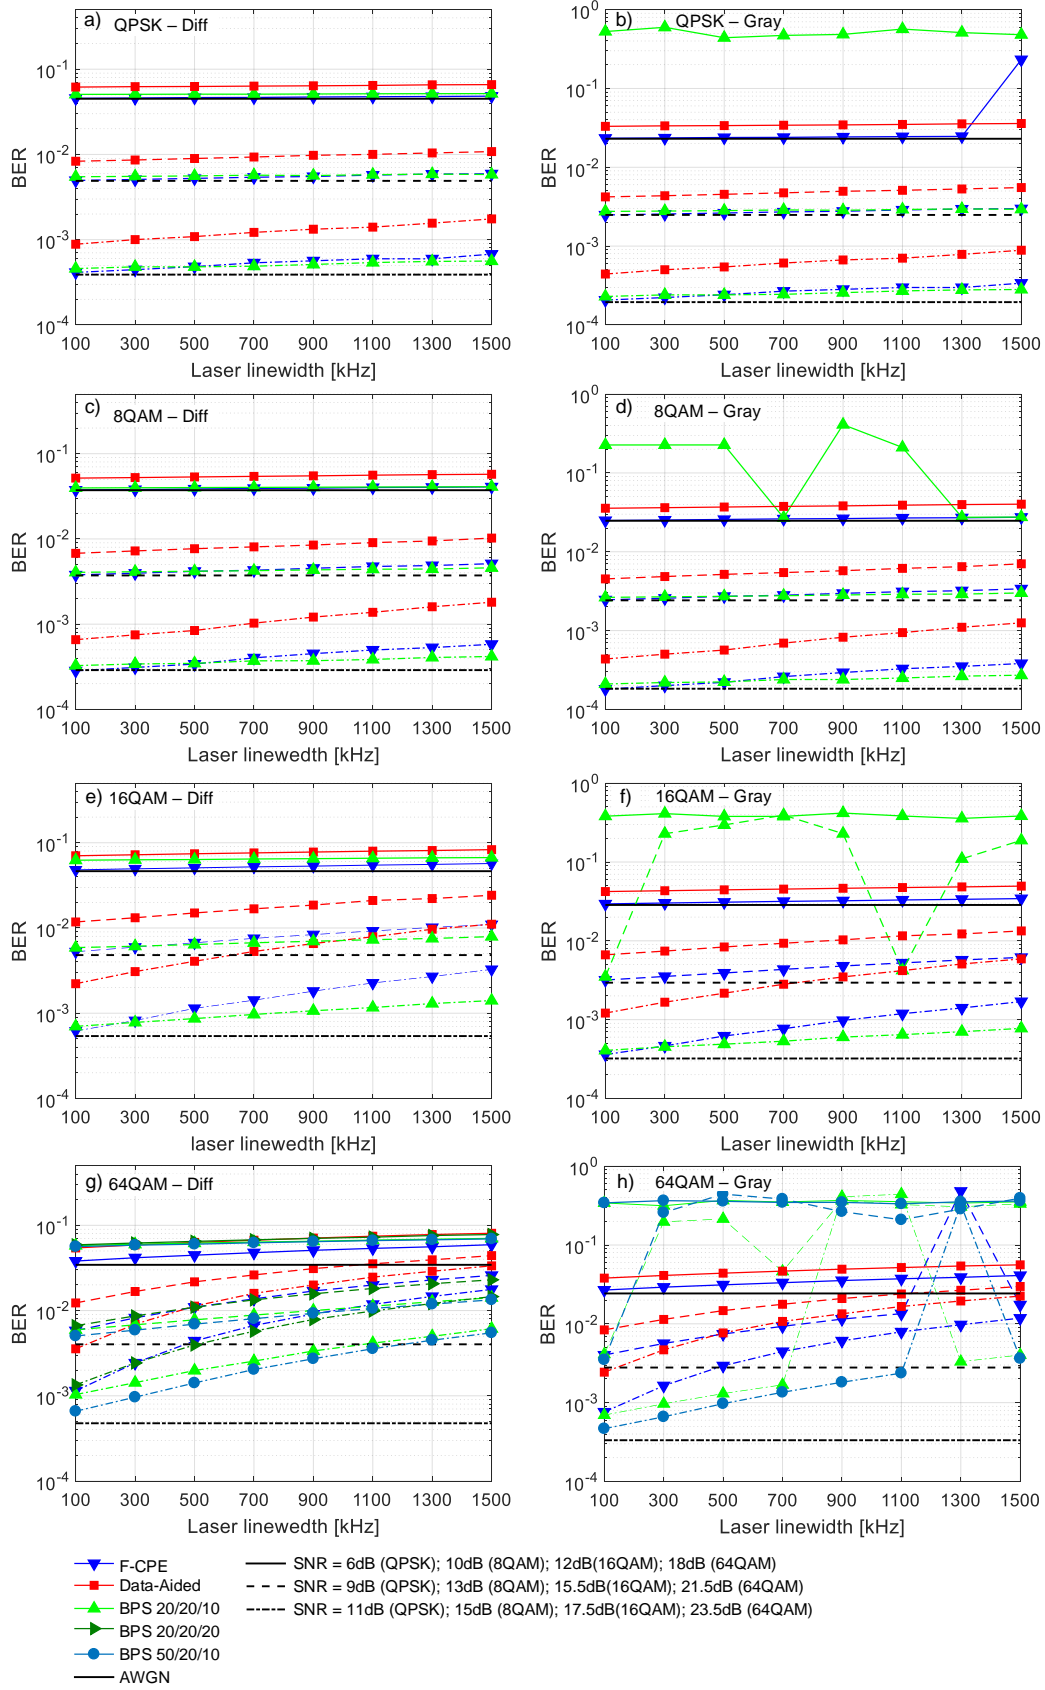 a) QPSK – Diff
BER
10^-1
10^-2
10^-3
10^-4
100 300 500 700 900 1100 1300 1500
Laser linewidth [kHz]
b) QPSK – Gray
BER
10^0
10^-1
10^-2
10^-3
10^-4
100 300 500 700 900 1100 1300 1500
Laser linewidth [kHz]
c) 8QAM – Diff
BER
10^-1
10^-2
10^-3
10^-4
100 300 500 700 900 1100 1300 1500
Laser linewedth [kHz]
d) 8QAM – Gray
BER
10^0
10^-1
10^-2
10^-3
10^-4
100 300 500 700 900 1100 1300 1500
Laser linewidth [kHz]
e) 16QAM – Diff
BER
10^-1
10^-2
10^-3
10^-4
100 300 500 700 900 1100 1300 1500
laser linewedth [kHz]
f) 16QAM – Gray
BER
10^0
10^-1
10^-2
10^-3
10^-4
100 300 500 700 900 1100 1300 1500
Laser linewidth [kHz]
g) 64QAM – Diff
BER
10^-1
10^-2
10^-3
10^-4
100 300 500 700 900 1100 1300 1500
Laser linewedth [kHz]
h) 64QAM – Gray
BER
10^0
10^-1
10^-2
10^-3
10^-4
100 300 500 700 900 1100 1300 1500
Laser linewidth [kHz]
F-CPE
Data-Aided
BPS 20/20/10
BPS 20/20/20
BPS 50/20/10
AWGN
SNR = 6dB (QPSK); 10dB (8QAM); 12dB(16QAM); 18dB (64QAM)
SNR = 9dB (QPSK); 13dB (8QAM); 15.5dB(16QAM); 21.5dB (64QAM)
SNR = 11dB (QPSK); 15dB (8QAM); 17.5dB(16QAM); 23.5dB (64QAM)